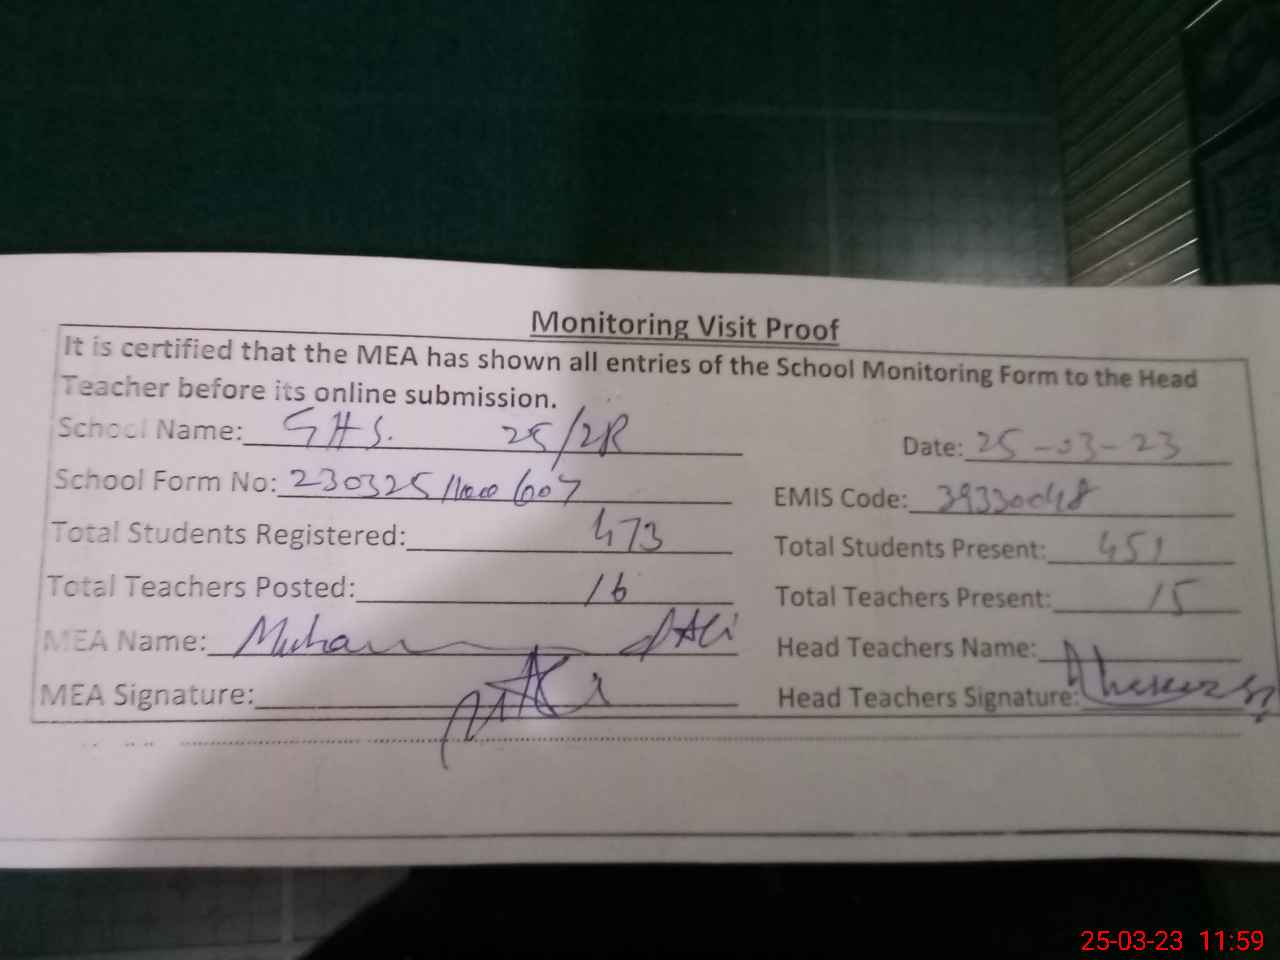 Monitoring Visit Proof
It is certified that the MEA has shown all entries of the School Monitoring Form to the Head
Teacher before its online submission.
School Name: GHS. 25/2R Date: 25-03-23
School Form No: 230325 EMIS Code: 39330048
Total Students Registered: 473 Total Students Present: 451
Total Teachers Posted: 16 Total Teachers Present: 15
MEA Name: Ali Head Teachers Name:
MEA Signature: Head Teachers Signature:
25-03-23 11:59